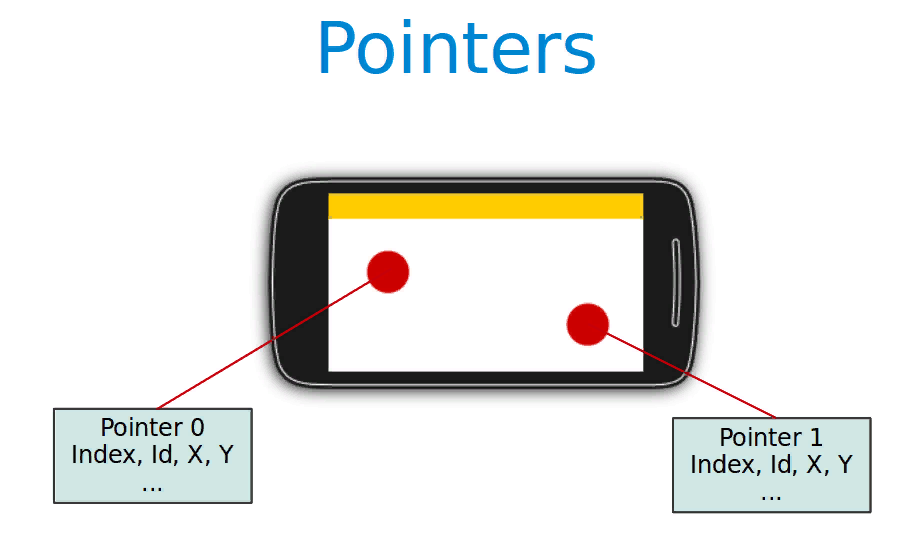 Pointers
Pointer 0
Index, Id, X, Y
...
Pointer 1
Index, Id, X, Y
...